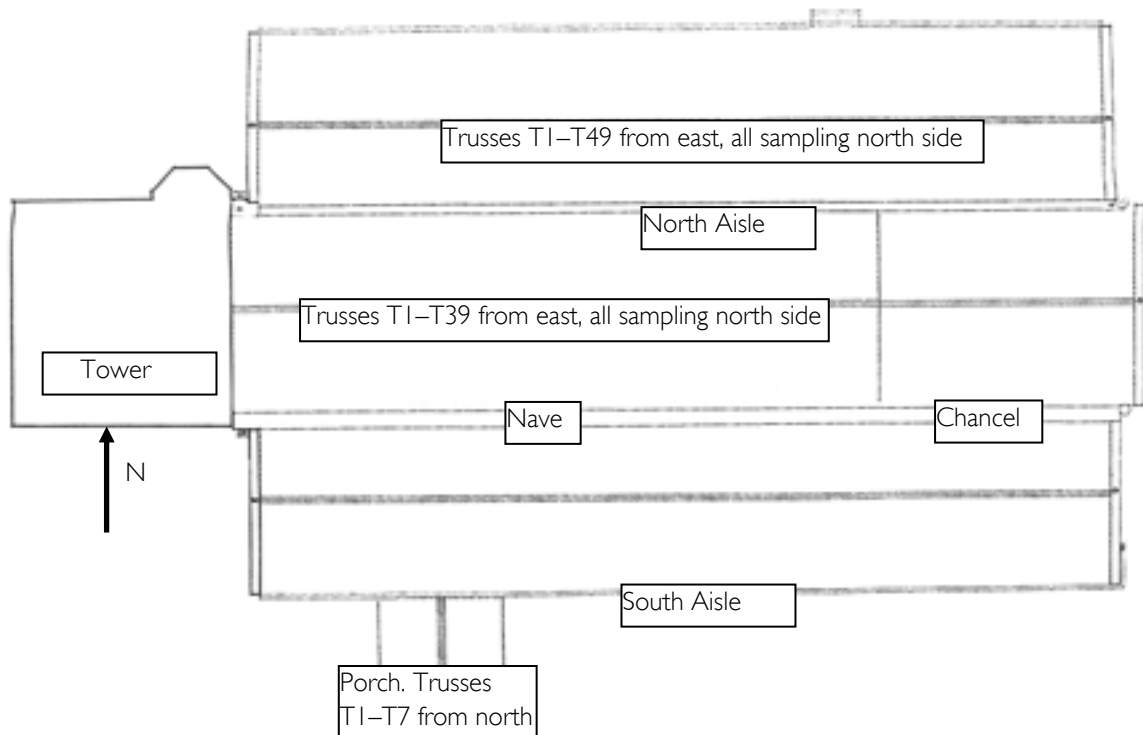 Trusses T1–T49 from east, all sampling north side
North Aisle
Trusses T1–T39 from east, all sampling north side
Tower
Nave
Chancel
N
South Aisle
Porch. Trusses
T1–T7 from north